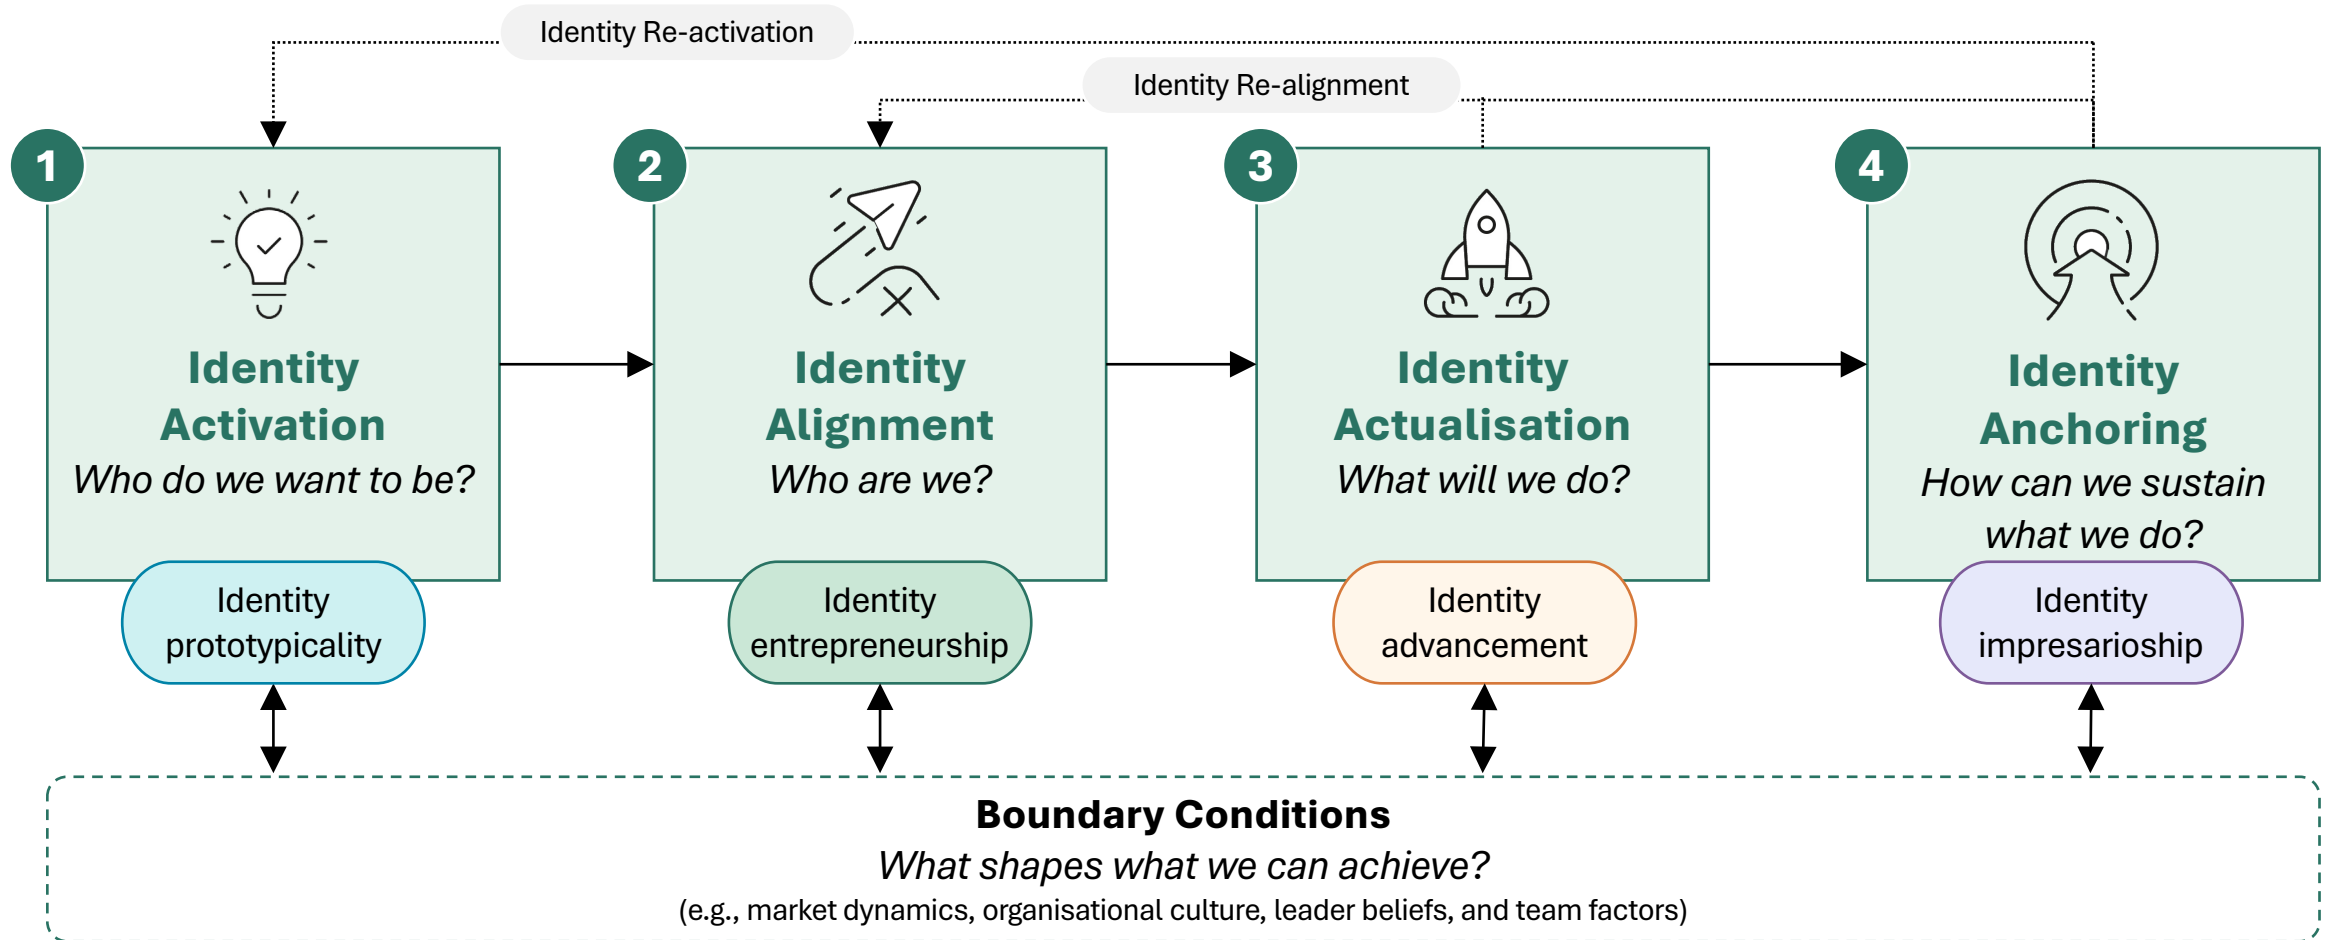 Identity Re-activation
Identity Re-alignment
1
Identity
Activation
Who do we want to be?
Identity
prototypicality
2
Identity
Alignment
Who are we?
Identity
entrepreneurship
3
Identity
Actualisation
What will we do?
Identity
advancement
4
Identity
Anchoring
How can we sustain
what we do?
Identity
impresarioship
Boundary Conditions
What shapes what we can achieve?
(e.g., market dynamics, organisational culture, leader beliefs, and team factors)